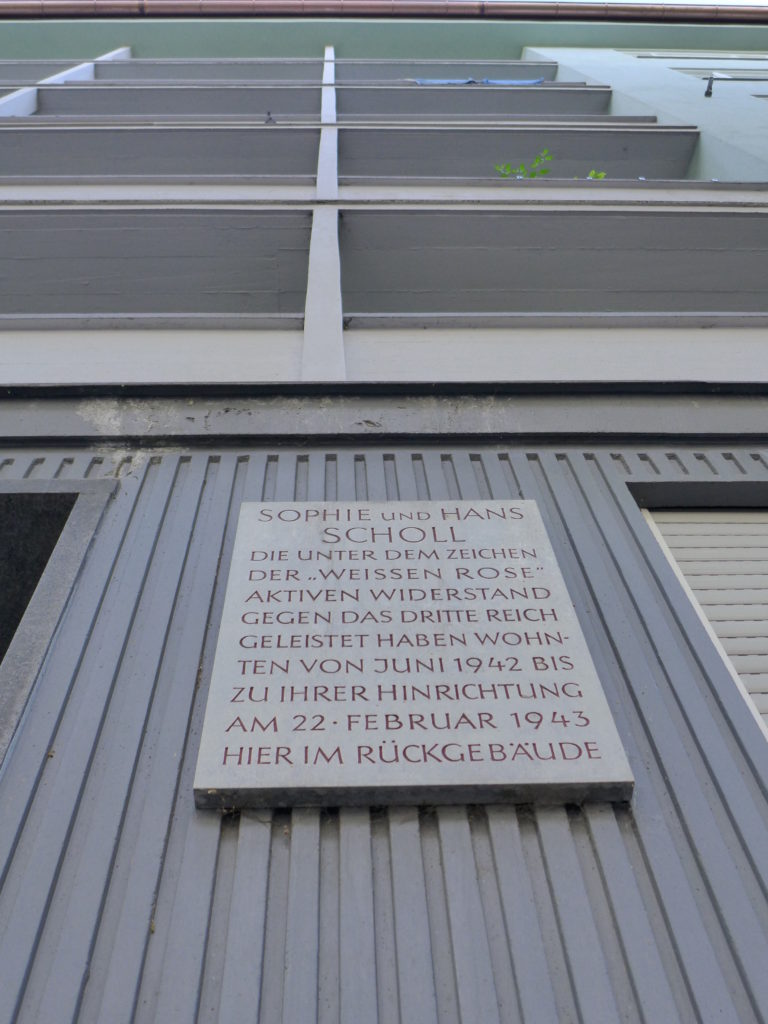 SOPHIE UND HANS
SCHOLL
DIE UNTER DEM ZEICHEN
DER „WEISSEN ROSE“
AKTIVEN WIDERSTAND
GEGEN DAS DRITTE REICH
GELEISTET HABEN WOHN-
TEN VON JUNI 1942 BIS
ZU IHRER HINRICHTUNG
AM 22·FEBRUAR 1943
HIER IM RÜCKGEBÄUDE